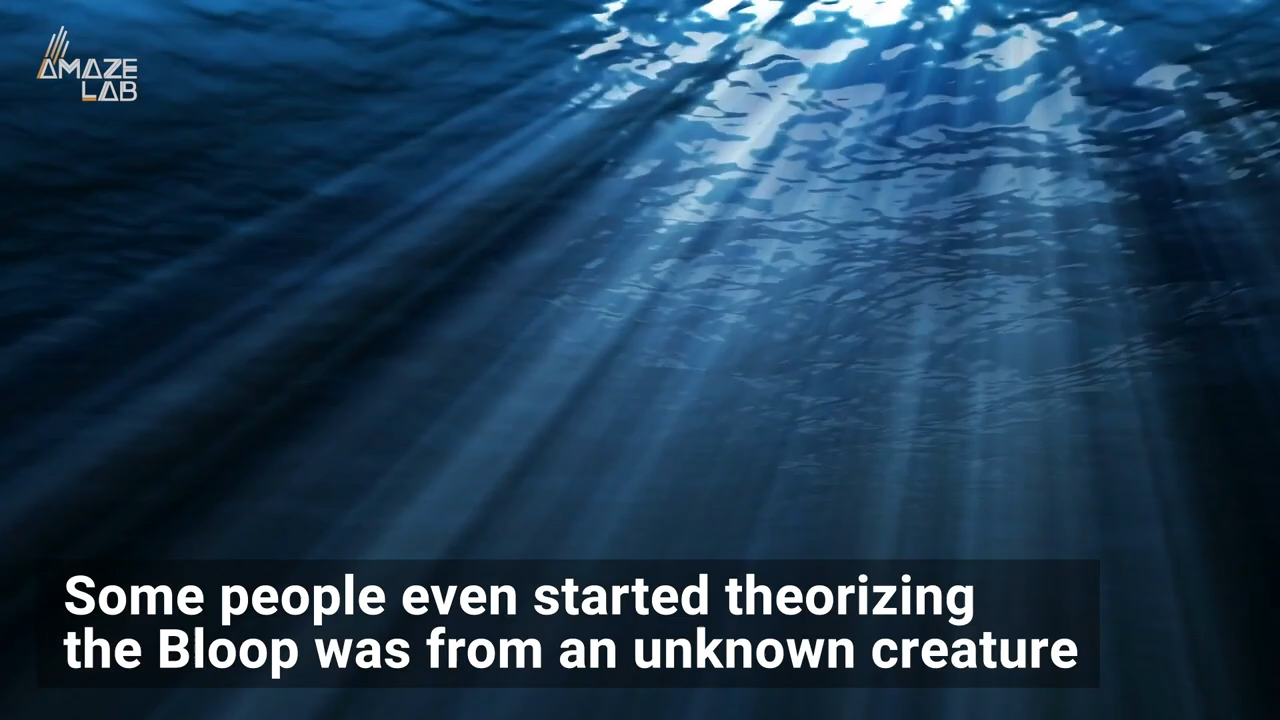 AMAZE
LAB
Some people even started theorizing
the Bloop was from an unknown creature